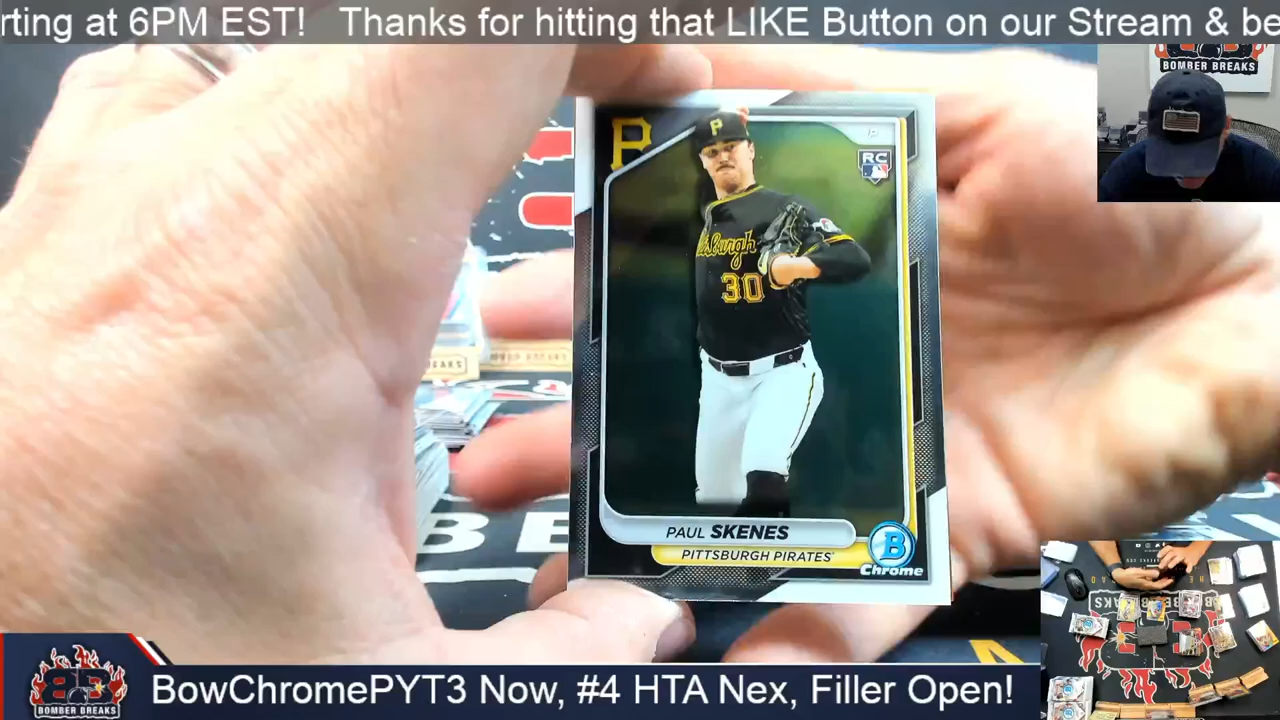 rting at 6PM EST!   Thanks for hitting that LIKE Button on our Stream & be
BOMBER BREAKS
P
P
RC
Pittsburgh
30
PAUL SKENES
PITTSBURGH PIRATES
B
Chrome
BOMBER BREAKS
BowChromePYT3 Now, #4 HTA Nex, Filler Open!